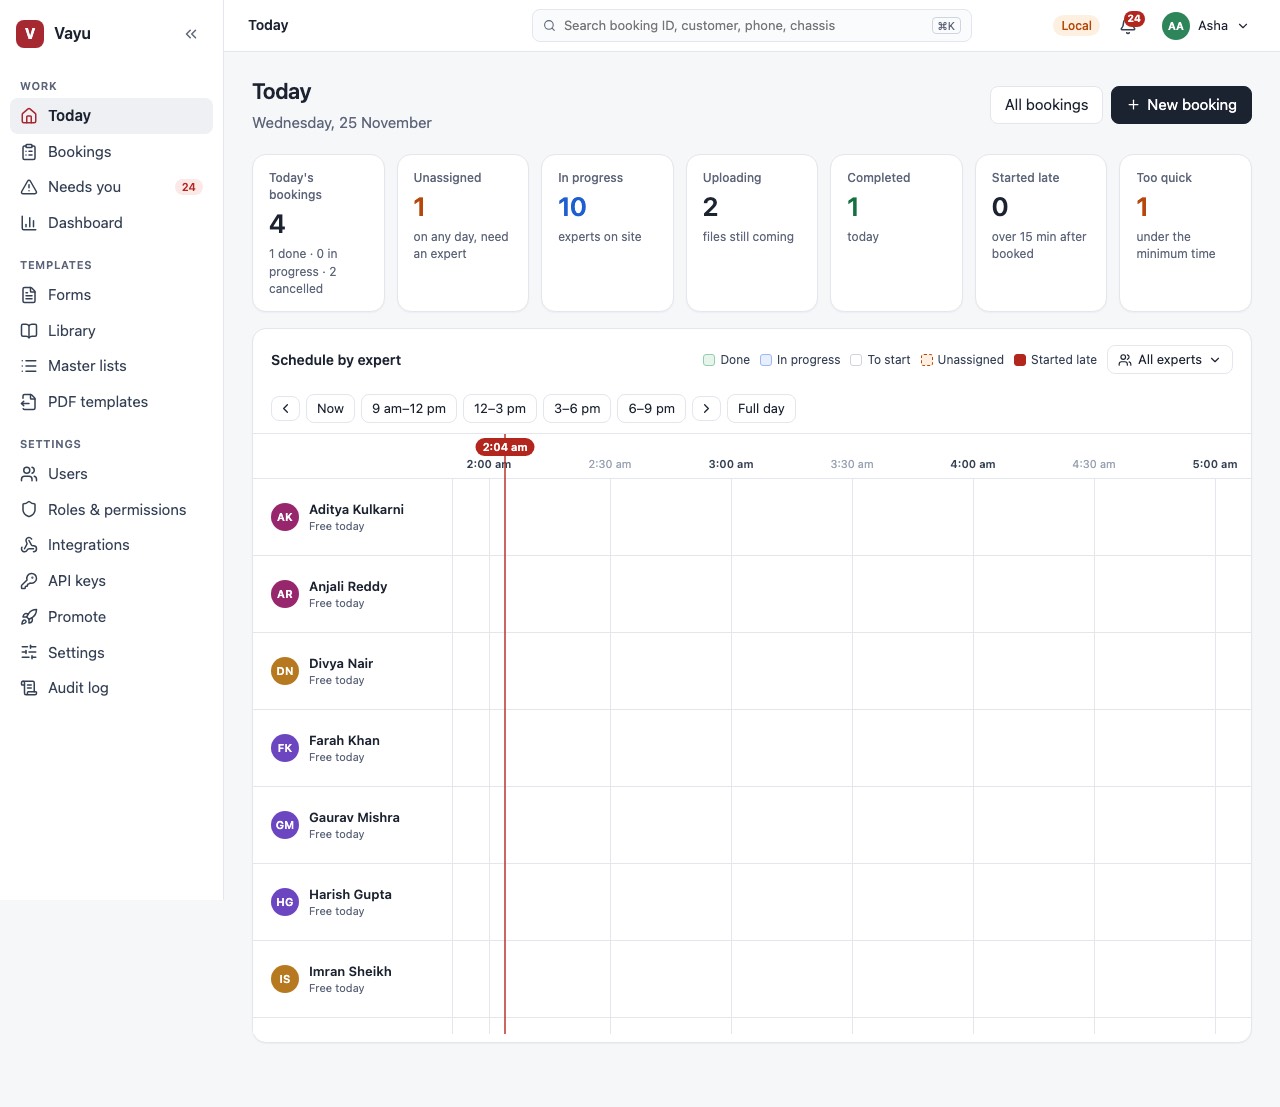 V Vayu
WORK
Today
Bookings
Needs you 24
Dashboard
TEMPLATES
Forms
Library
Master lists
PDF templates
SETTINGS
Users
Roles & permissions
Integrations
API keys
Promote
Settings
Audit log
Today
Search booking ID, customer, phone, chassis ⌘K
Local
24
AA Asha
Today
Wednesday, 25 November
All bookings
+ New booking
Today's
bookings
4
1 done · 0 in
progress · 2
cancelled
Unassigned
1
on any day, need
an expert
In progress
10
experts on site
Uploading
2
files still coming
Completed
1
today
Started late
0
over 15 min after
booked
Too quick
1
under the
minimum time
Schedule by expert
Done In progress To start Unassigned Started late
All experts
Now 9 am–12 pm 12–3 pm 3–6 pm 6–9 pm Full day
2:04 am
2:00 am 2:30 am 3:00 am 3:30 am 4:00 am 4:30 am 5:00 am
AK Aditya Kulkarni
Free today
AR Anjali Reddy
Free today
DN Divya Nair
Free today
FK Farah Khan
Free today
GM Gaurav Mishra
Free today
HG Harish Gupta
Free today
IS Imran Sheikh
Free today